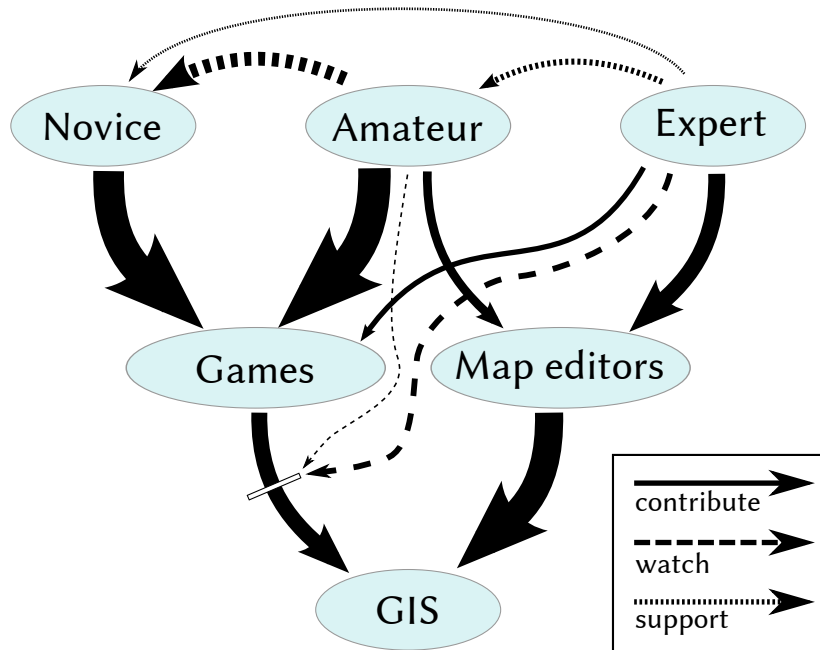 Novice
Amateur
Expert
Games
Map editors
GIS
contribute
watch
support